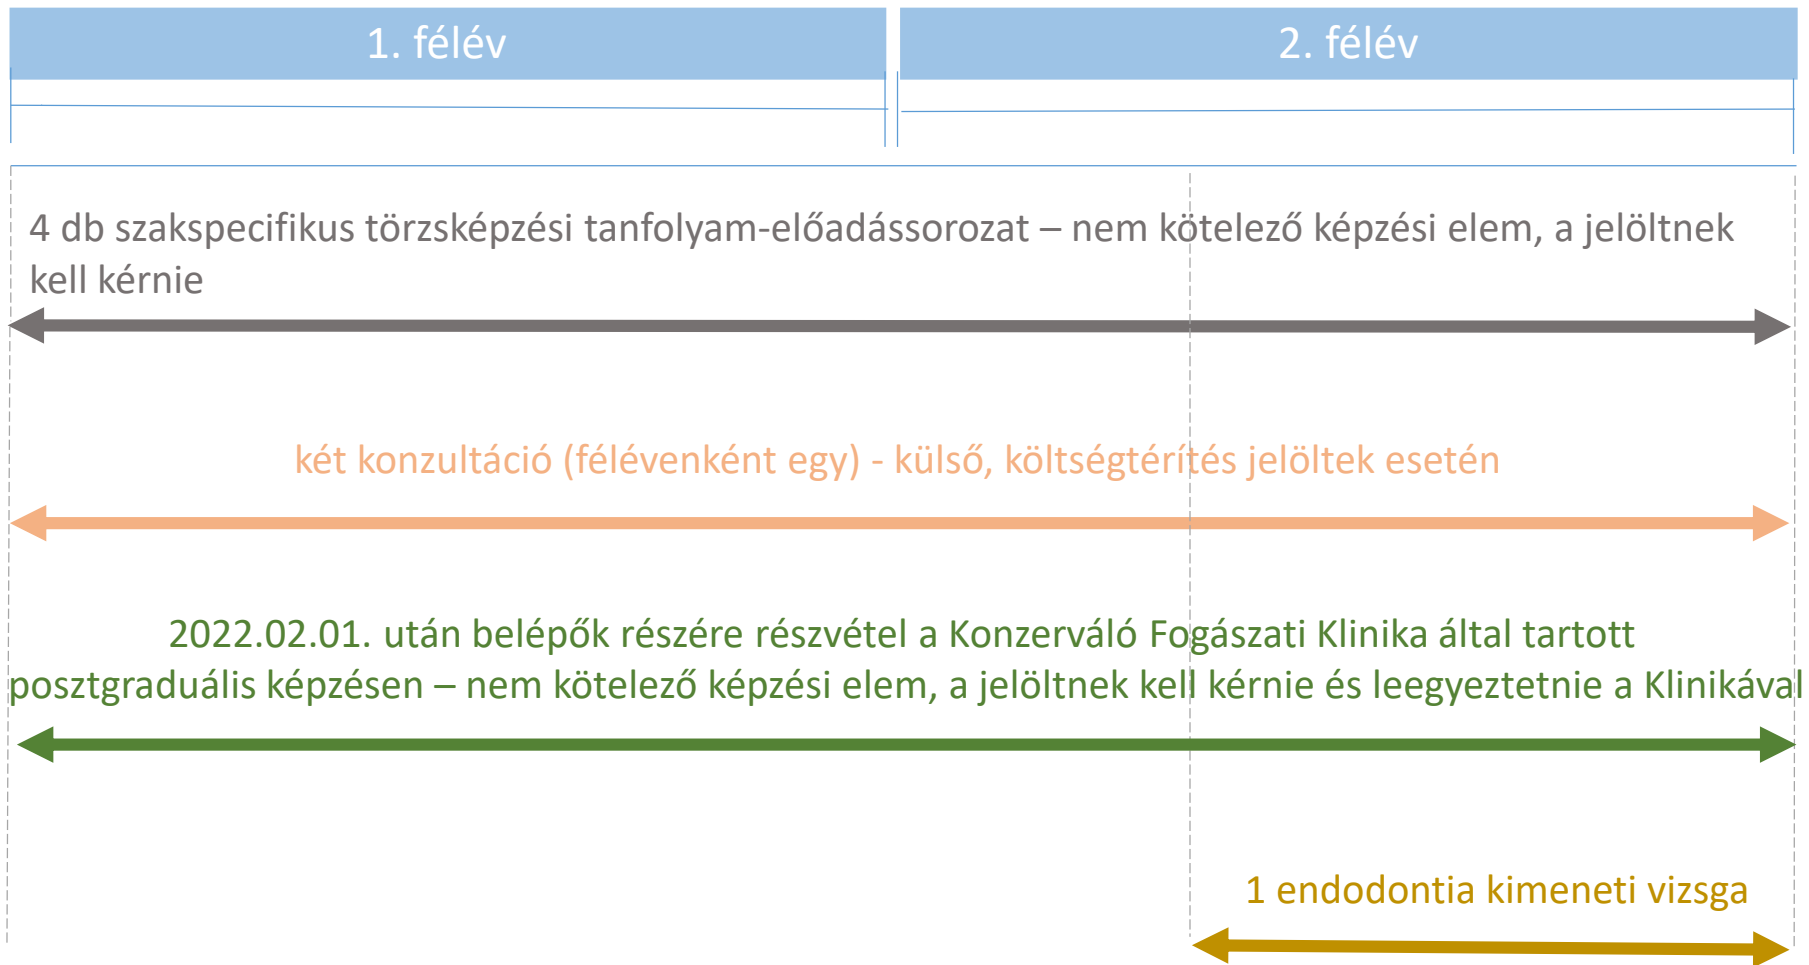 1. félév
2. félév
4 db szakspecifikus törzsképzési tanfolyam-előadássorozat – nem kötelező képzési elem, a jelöltnek
kell kérnie
két konzultáció (félévenként egy) - külső, költségtérítés jelöltek esetén
2022.02.01. után belépők részére részvétel a Konzerváló Fogászati Klinika által tartott
posztgraduális képzésen – nem kötelező képzési elem, a jelöltnek kell kérnie és leegyeztetnie a Klinikával
1 endodontia kimeneti vizsga